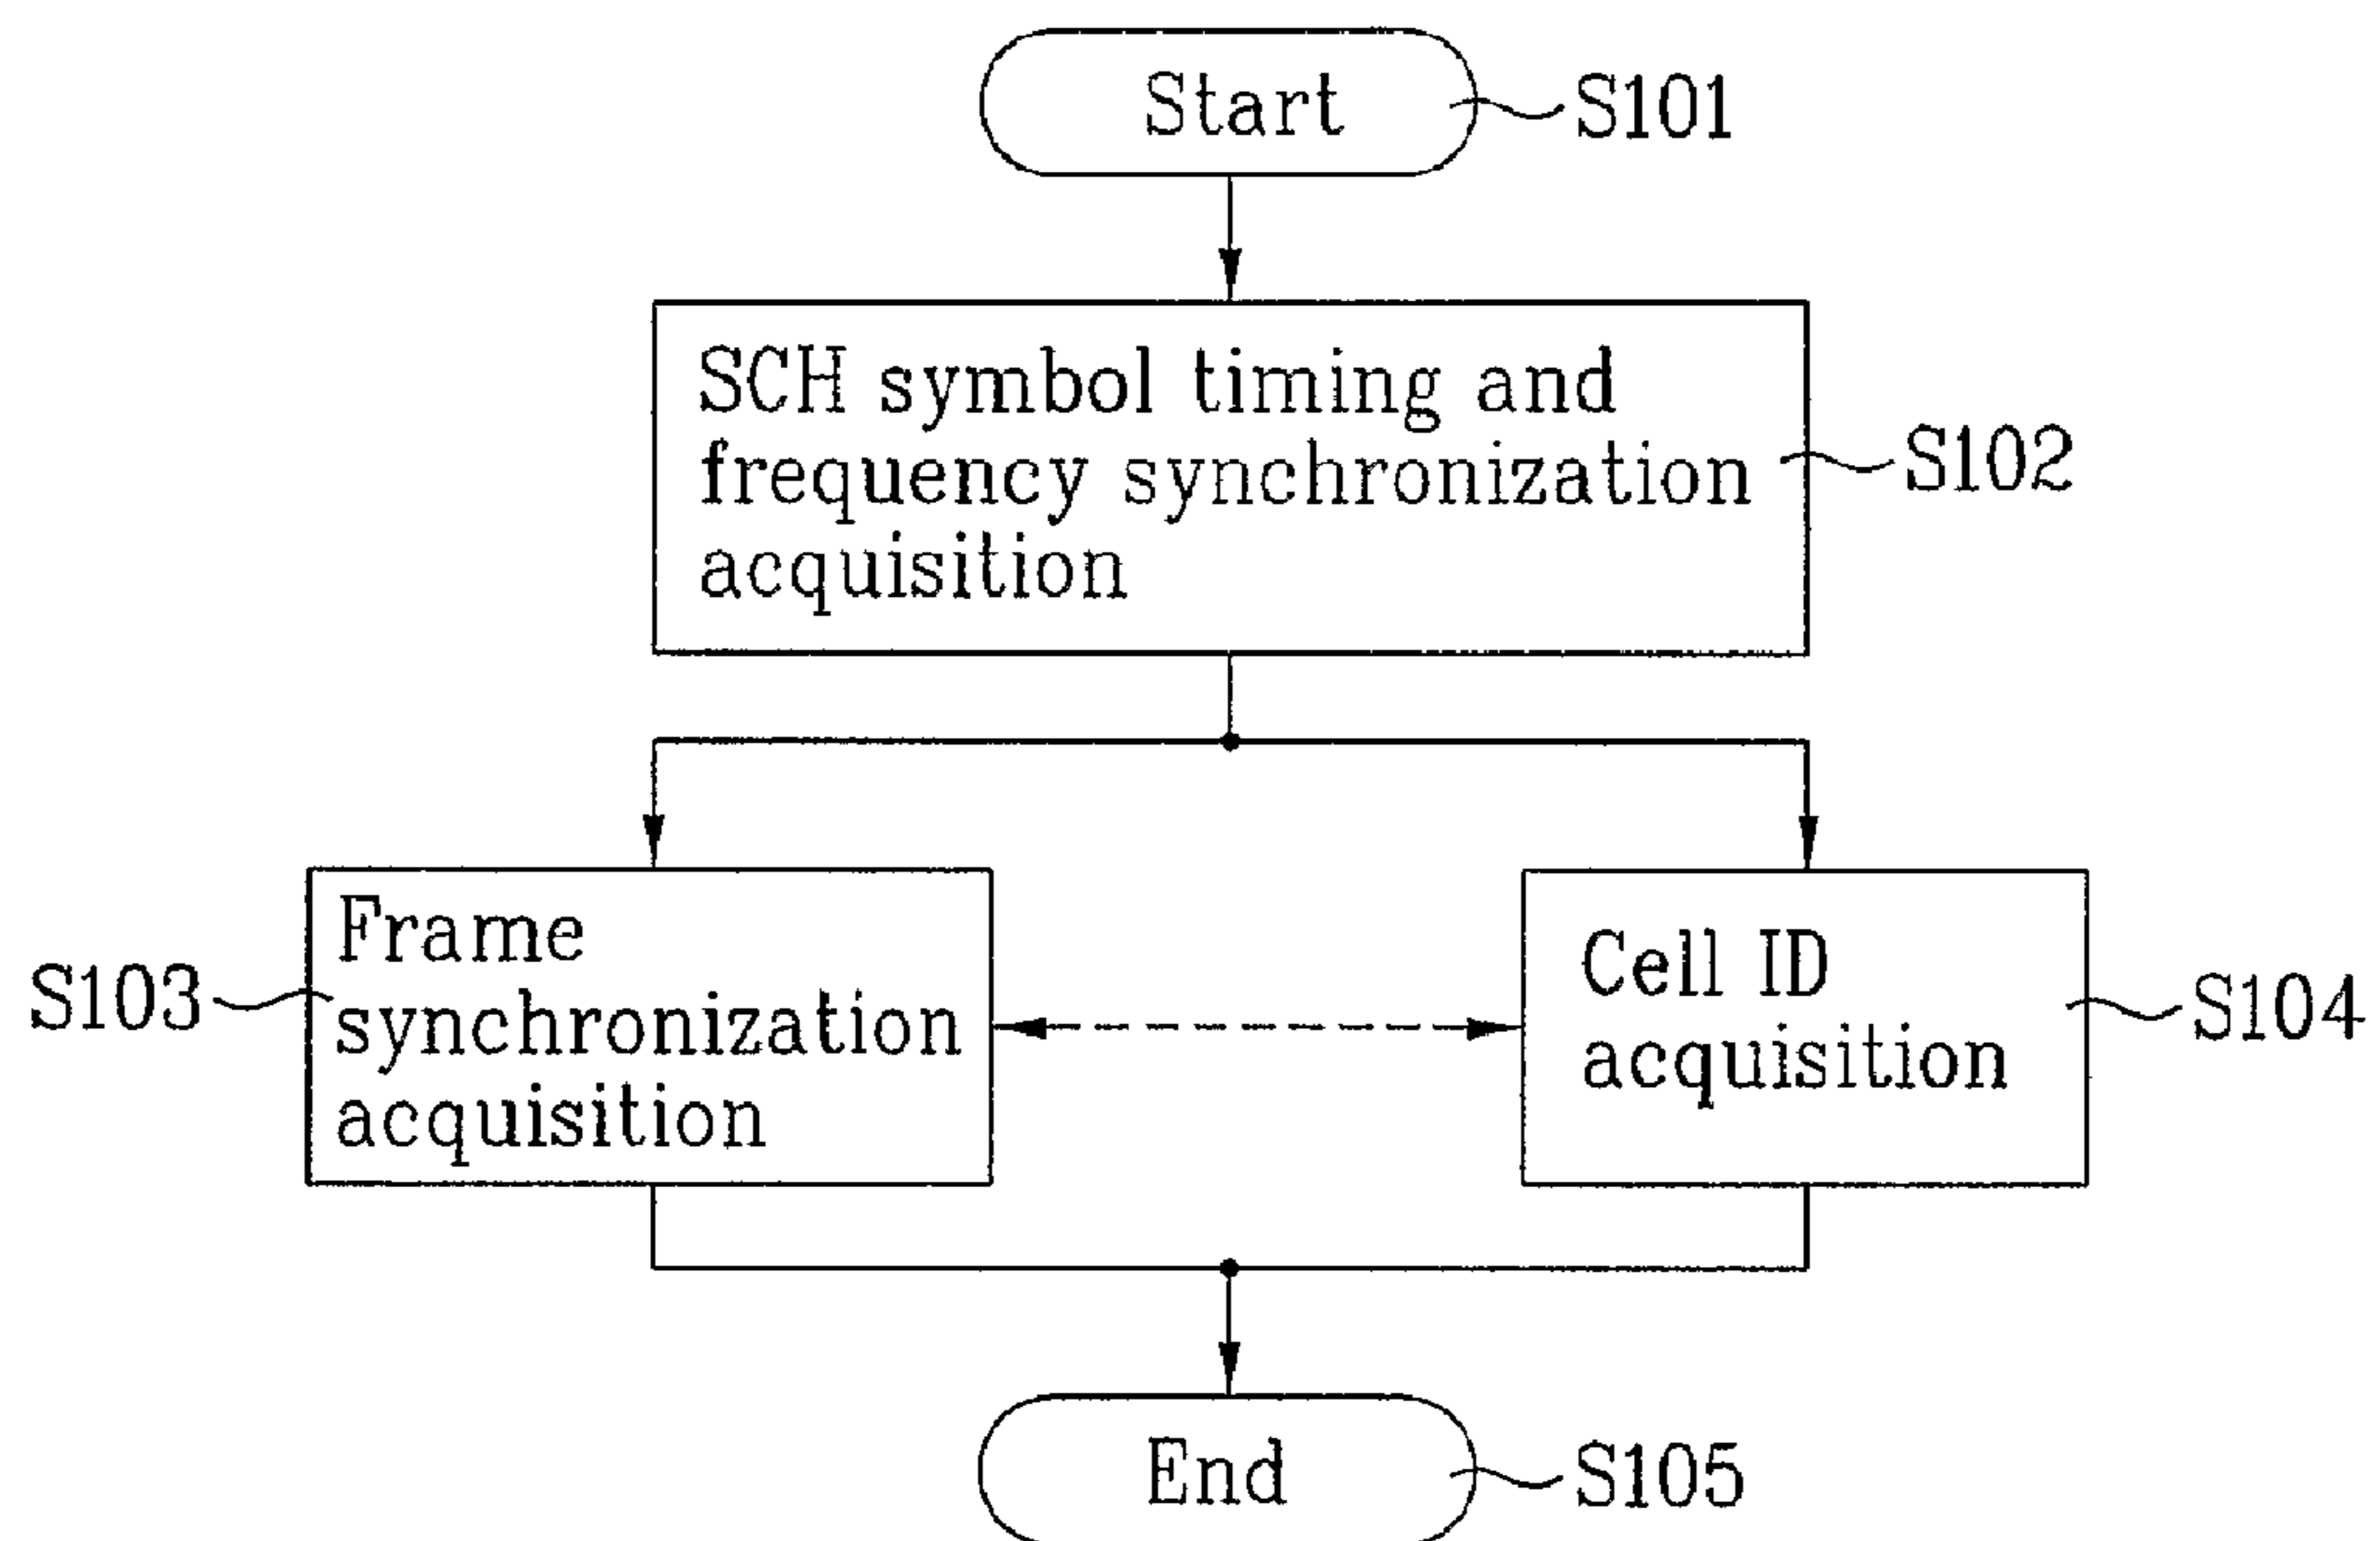 Start
S101
SCH symbol timing and
frequency synchronization
acquisition
S102
Frame
synchronization
acquisition
S103
Cell ID
acquisition
S104
End
S105